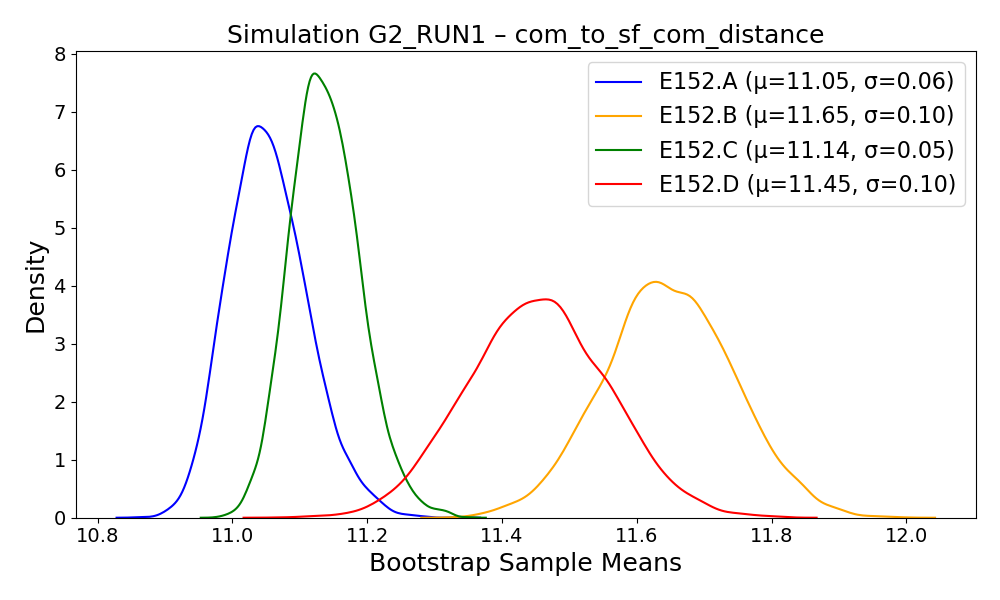 Simulation G2_RUN1 – com_to_sf_com_distance
E152.A (μ=11.05, σ=0.06)
E152.B (μ=11.65, σ=0.10)
E152.C (μ=11.14, σ=0.05)
E152.D (μ=11.45, σ=0.10)
Density
8
7
6
5
4
3
2
1
0
10.8 11.0 11.2 11.4 11.6 11.8 12.0
Bootstrap Sample Means